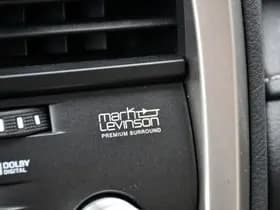 mark
Levinson
PREMIUM SURROUND
DOLBY
DIGITAL